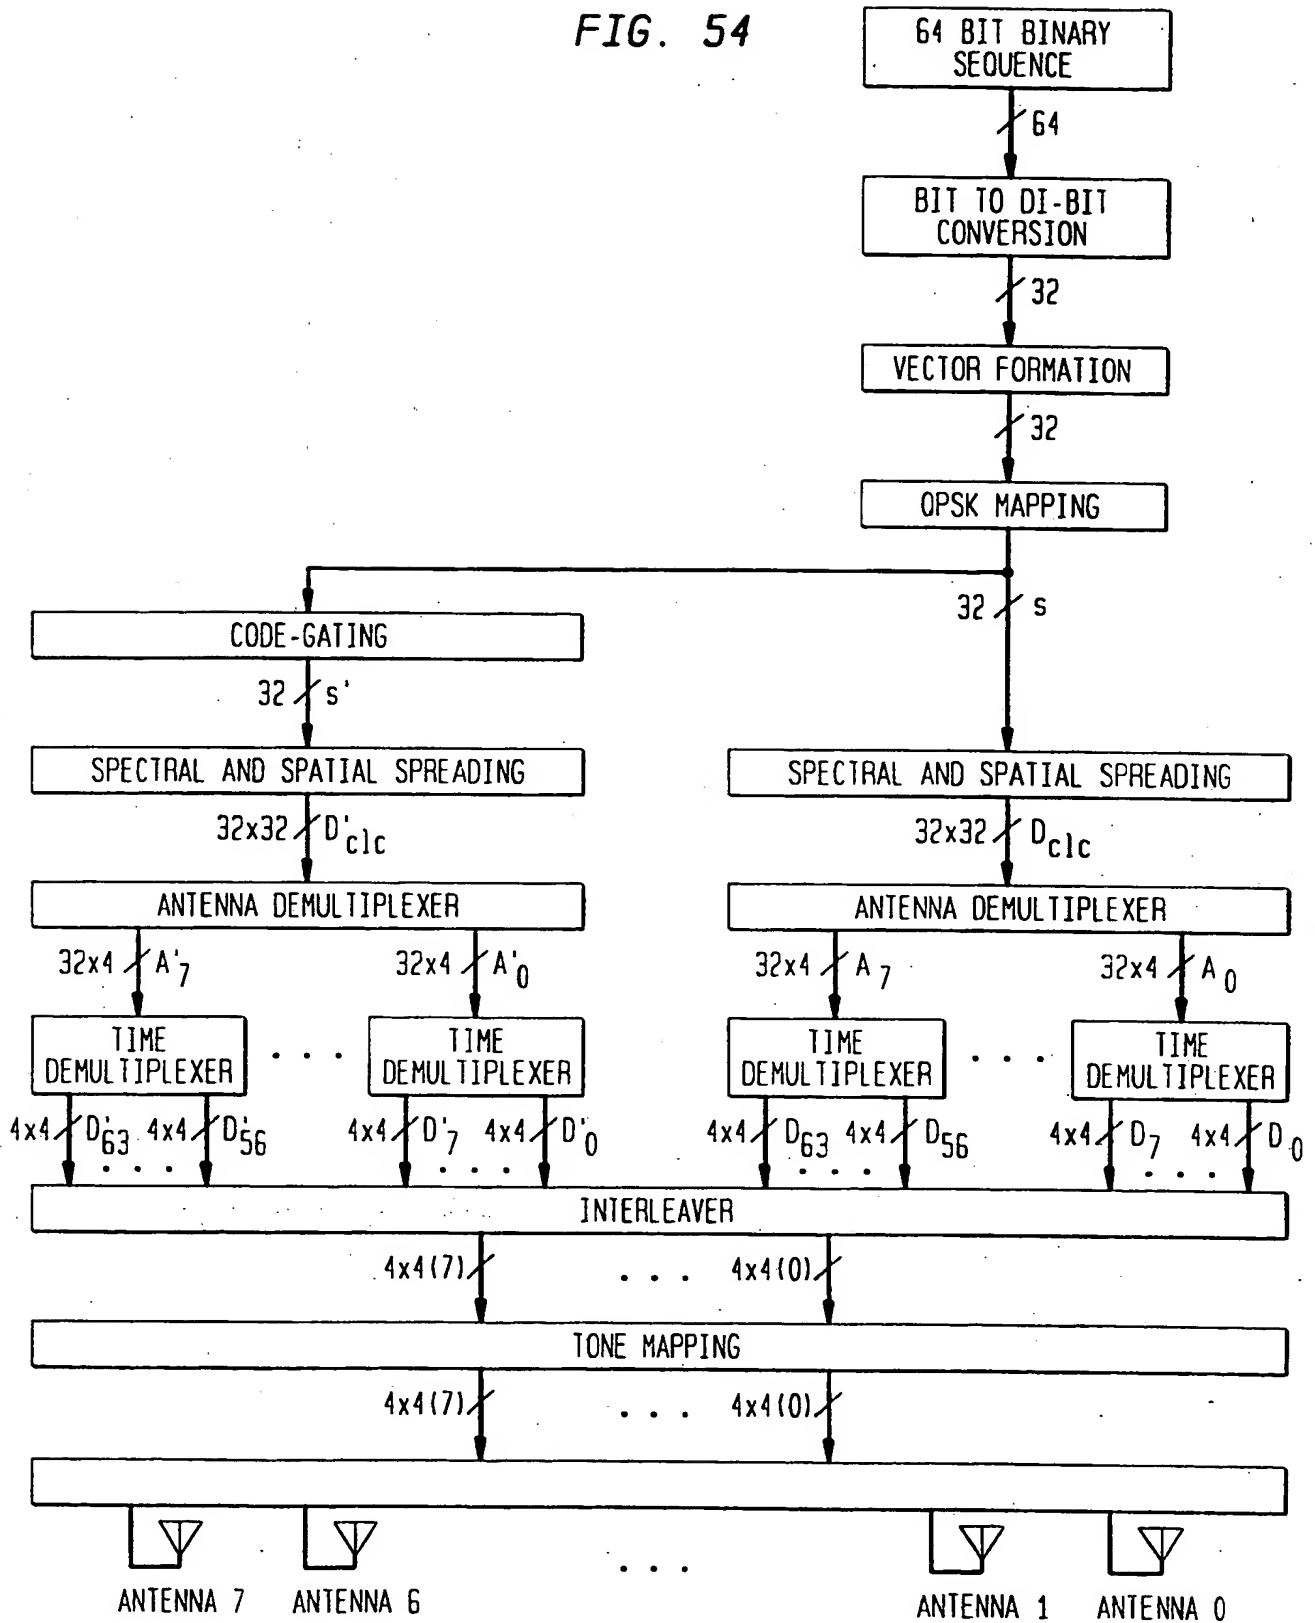 FIG. 54
64 BIT BINARY
SEQUENCE
64
BIT TO DI-BIT
CONVERSION
32
VECTOR FORMATION
32
QPSK MAPPING
32 s
CODE-GATING
32 s'
SPECTRAL AND SPATIAL SPREADING
SPECTRAL AND SPATIAL SPREADING
32x32 D'clc
32x32 Dclc
ANTENNA DEMULTIPLEXER
ANTENNA DEMULTIPLEXER
32x4 A'7 32x4 A'0 32x4 A7 32x4 A0
TIME
DEMULTIPLEXER
. . .
TIME
DEMULTIPLEXER
TIME
DEMULTIPLEXER
. . .
TIME
DEMULTIPLEXER
4x4 D'63 4x4 D'56 4x4 D'7 4x4 D'0 4x4 D63 4x4 D56 4x4 D7 4x4 D0
. . . . . . . . . . . .
INTERLEAVER
4x4(7) . . . 4x4(0)
TONE MAPPING
4x4(7) . . . 4x4(0)
. . .
ANTENNA 7 ANTENNA 6 ANTENNA 1 ANTENNA 0